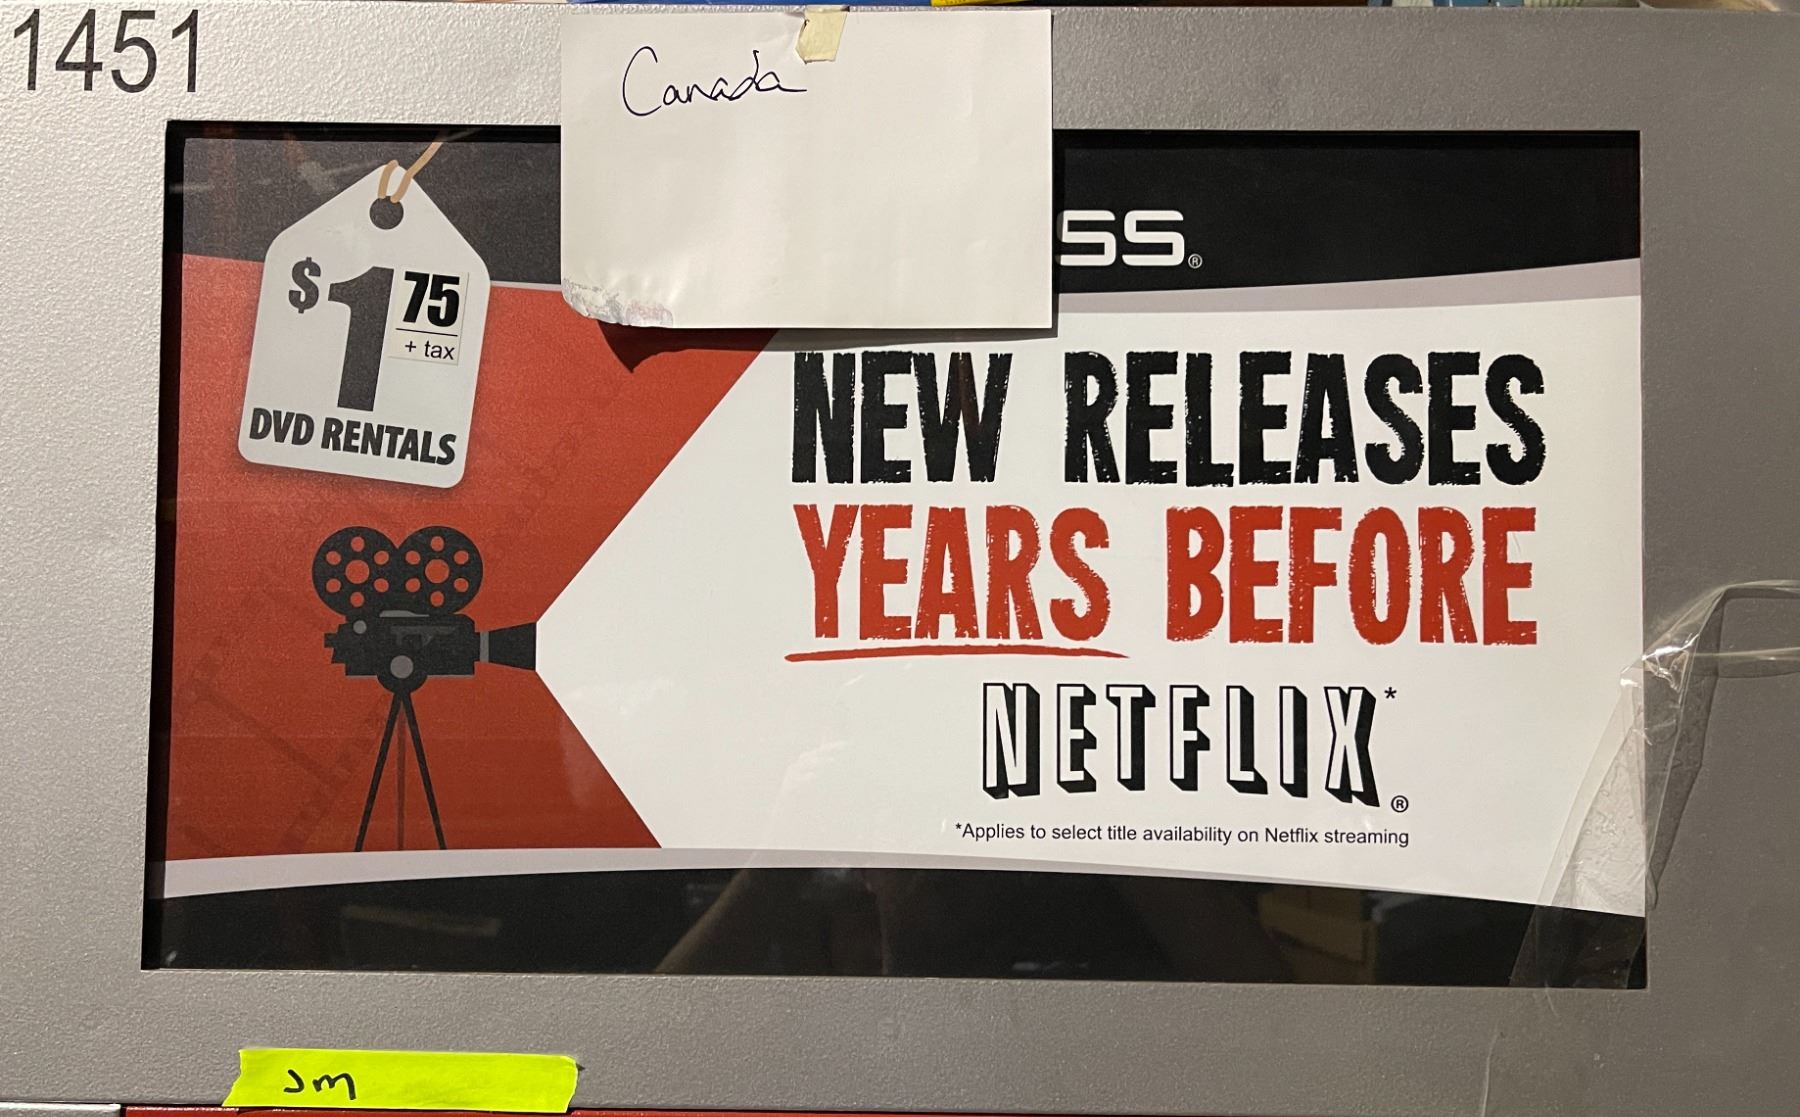 1451
Canada
SS®
$1 75
+ tax
DVD RENTALS
NEW RELEASES
YEARS BEFORE
NETFLIX*®
*Applies to select title availability on Netflix streaming
Jm